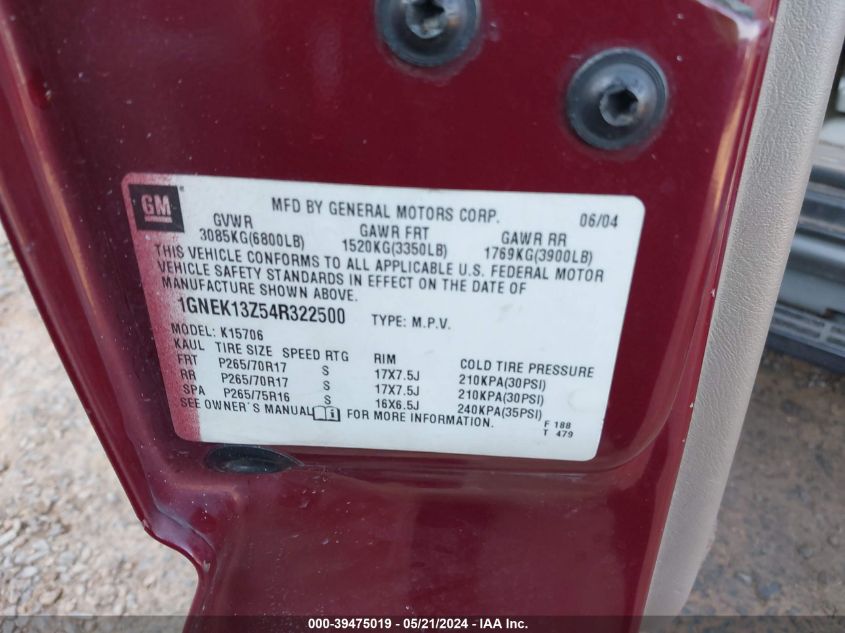 GM
MFD BY GENERAL MOTORS CORP. 06/04
GVWR GAWR FRT GAWR RR
3085KG(6800LB) 1520KG(3350LB) 1769KG(3900LB)
THIS VEHICLE CONFORMS TO ALL APPLICABLE U.S. FEDERAL MOTOR
VEHICLE SAFETY STANDARDS IN EFFECT ON THE DATE OF
MANUFACTURE SHOWN ABOVE.
1GNEK13Z54R322500 TYPE: M.P.V.
MODEL: K15706
KAUL TIRE SIZE SPEED RTG RIM COLD TIRE PRESSURE
FRT P265/70R17 S 17X7.5J 210KPA(30PSI)
RR P265/70R17 S 17X7.5J 210KPA(30PSI)
SPA P265/75R16 S 16X6.5J 240KPA(35PSI)
SEE OWNER'S MANUAL i FOR MORE INFORMATION.
F 188
T 479
000-39475019 - 05/21/2024 - IAA Inc.